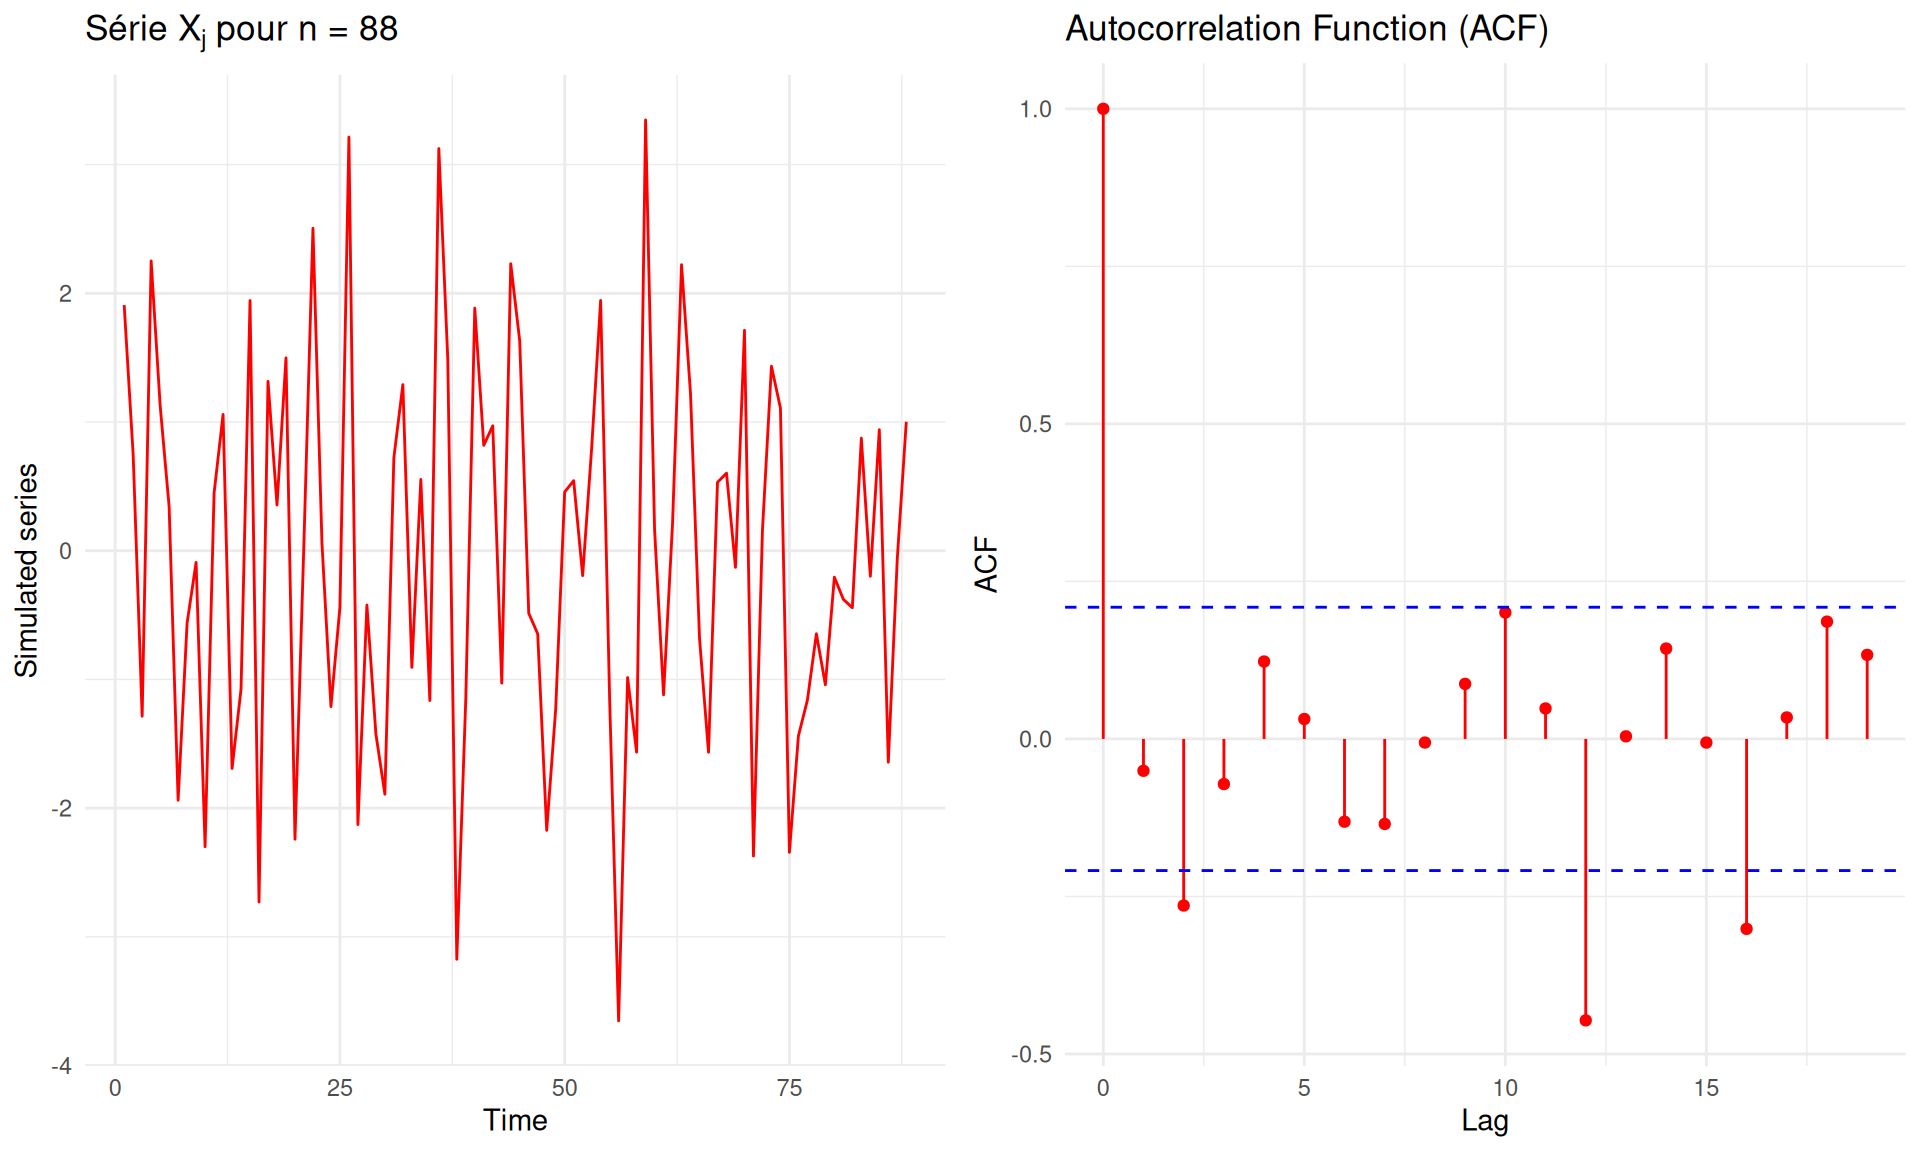 Série Xj pour n = 88
Simulated series
2
0
-2
-4
0 25 50 75
Time
Autocorrelation Function (ACF)
ACF
1.0
0.5
0.0
-0.5
0 5 10 15
Lag